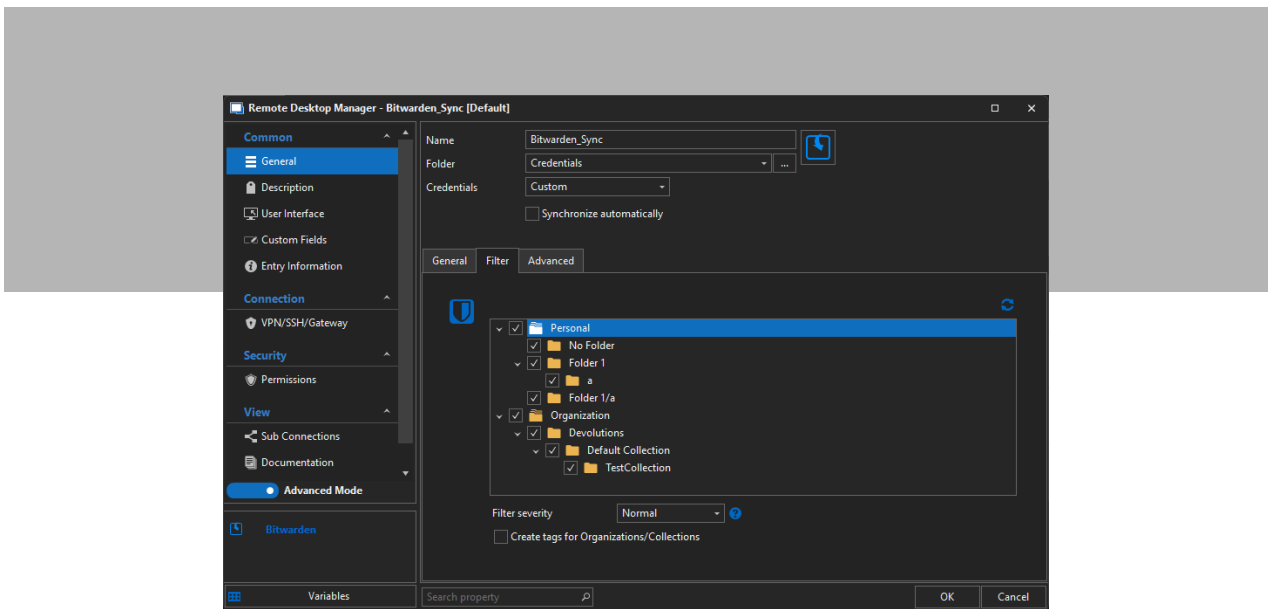 Remote Desktop Manager - Bitwarden_Sync [Default]
Common
General
Description
User Interface
Custom Fields
Entry Information
Connection
VPN/SSH/Gateway
Security
Permissions
View
Sub Connections
Documentation
Advanced Mode
Bitwarden
Variables
Name Bitwarden_Sync
Folder Credentials ...
Credentials Custom
Synchronize automatically
General Filter Advanced
Personal
No Folder
Folder 1
a
Folder 1/a
Organization
Devolutions
Default Collection
TestCollection
Filter severity Normal ?
Create tags for Organizations/Collections
Search property
OK Cancel